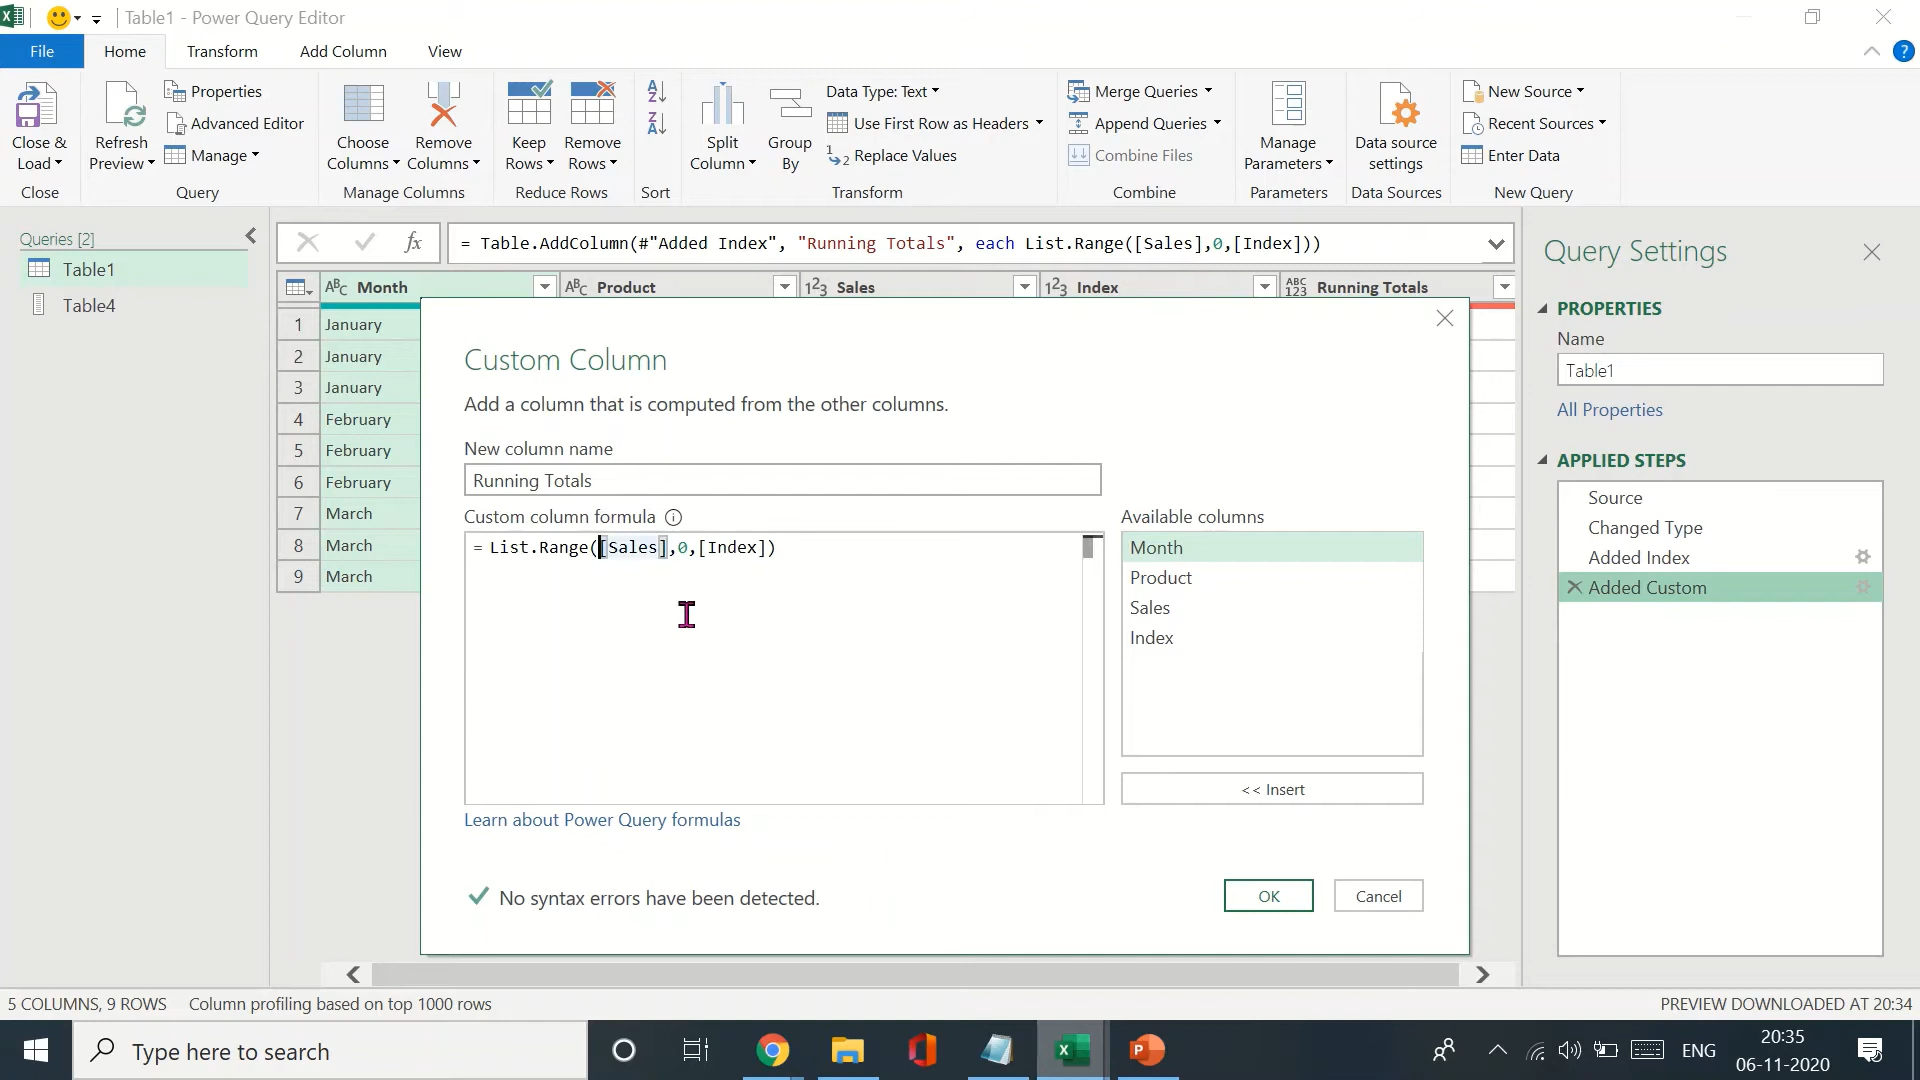 Table1 - Power Query Editor
File
Home
Transform
Add Column
View
Close &
Load
Close
Refresh
Preview
Properties
Advanced Editor
Manage
Query
Choose
Columns
Remove
Columns
Manage Columns
Keep
Rows
Remove
Rows
Reduce Rows
A
Z
Z
A
Sort
Split
Column
Group
By
Data Type: Text
Use First Row as Headers
1
2
Replace Values
Transform
Merge Queries
Append Queries
Combine Files
Combine
Manage
Parameters
Parameters
Data source
settings
Data Sources
New Source
Recent Sources
Enter Data
New Query
Queries [2]
Table1
Table4
fx
= Table.AddColumn(#"Added Index", "Running Totals", each List.Range([Sales],0,[Index]))
ABC Month
ABC Product
123 Sales
123 Index
ABC
123
Running Totals
1 January
2 January
3 January
4 February
5 February
6 February
7 March
8 March
9 March
Custom Column
Add a column that is computed from the other columns.
New column name
Running Totals
Custom column formula
= List.Range([Sales],0,[Index])
Available columns
Month
Product
Sales
Index
<< Insert
Learn about Power Query formulas
No syntax errors have been detected.
OK
Cancel
Query Settings
PROPERTIES
Name
Table1
All Properties
APPLIED STEPS
Source
Changed Type
Added Index
Added Custom
5 COLUMNS, 9 ROWS
Column profiling based on top 1000 rows
PREVIEW DOWNLOADED AT 20:34
Type here to search
ENG
20:35
06-11-2020